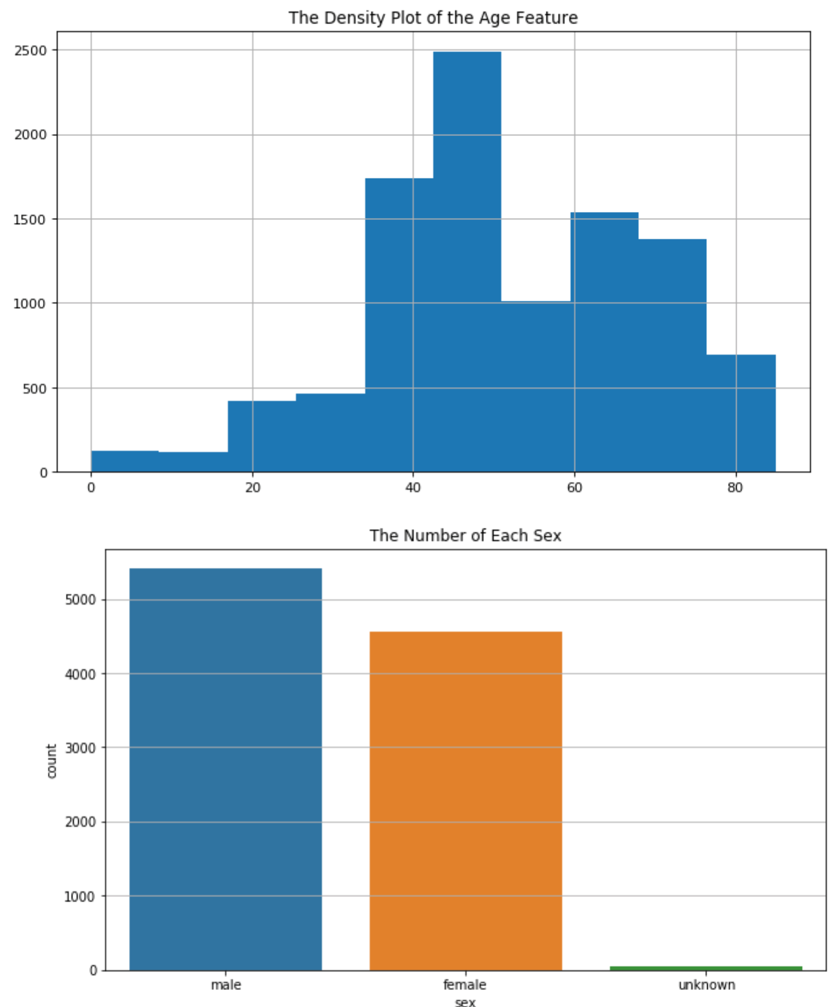 The Density Plot of the Age Feature
2500
2000
1500
1000
500
0
0 20 40 60 80
The Number of Each Sex
5000
4000
3000
2000
1000
0
count
male female unknown
sex